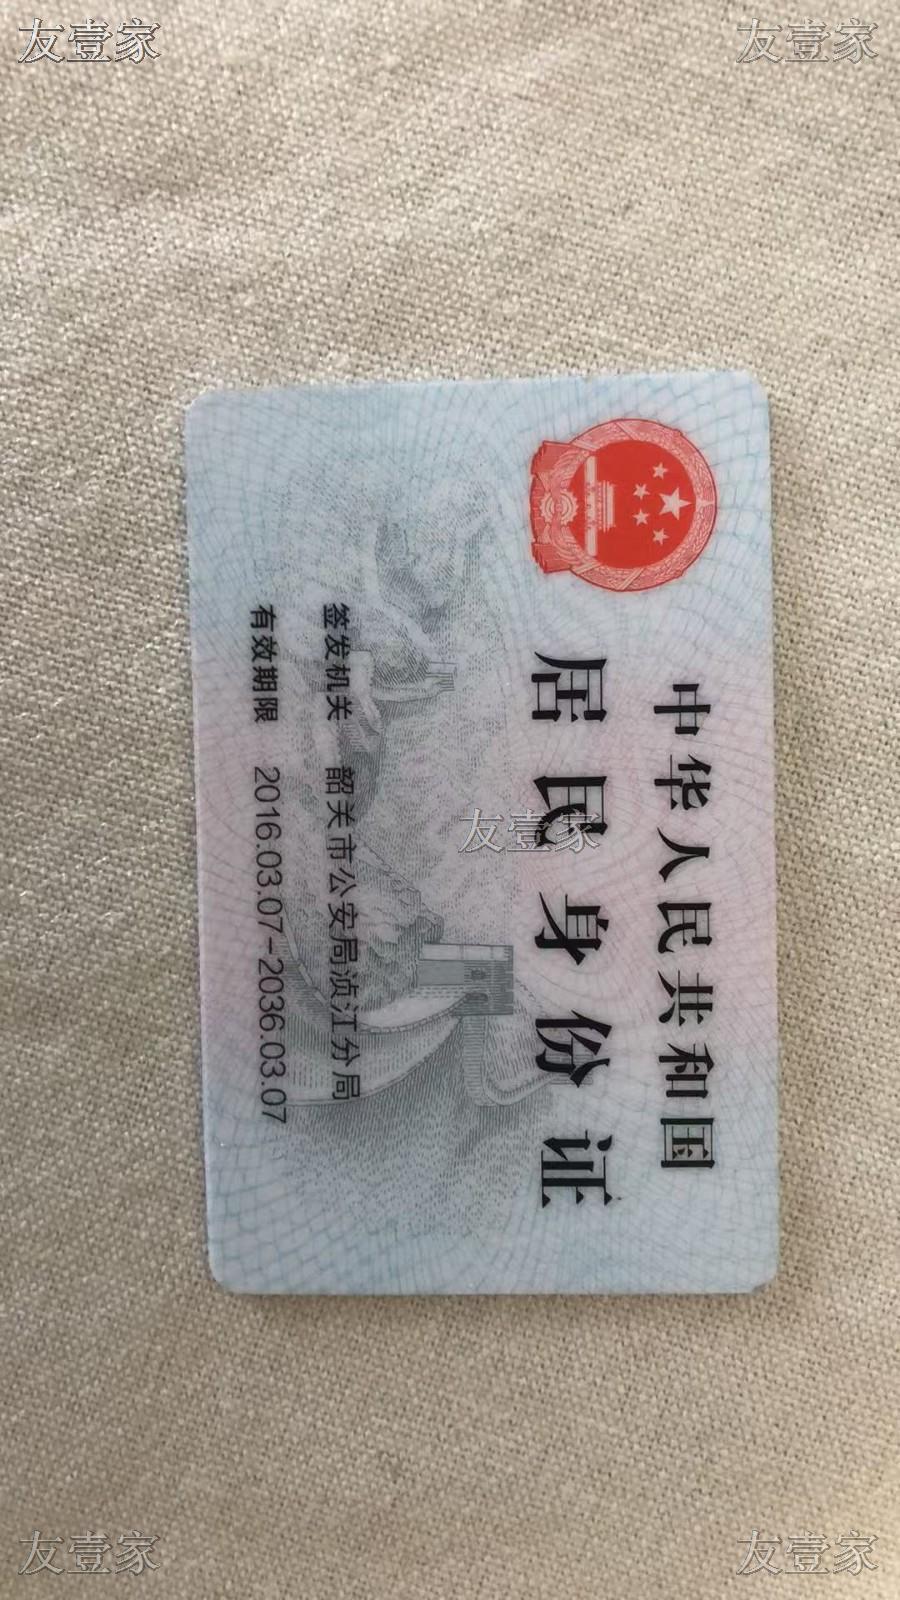 友壹家
友壹家
中华人民共和国
居民身份证
签发机关 韶关市公安局浈江分局
有效期限 2016.03.07-2036.03.07
友壹家
友壹家
友壹家